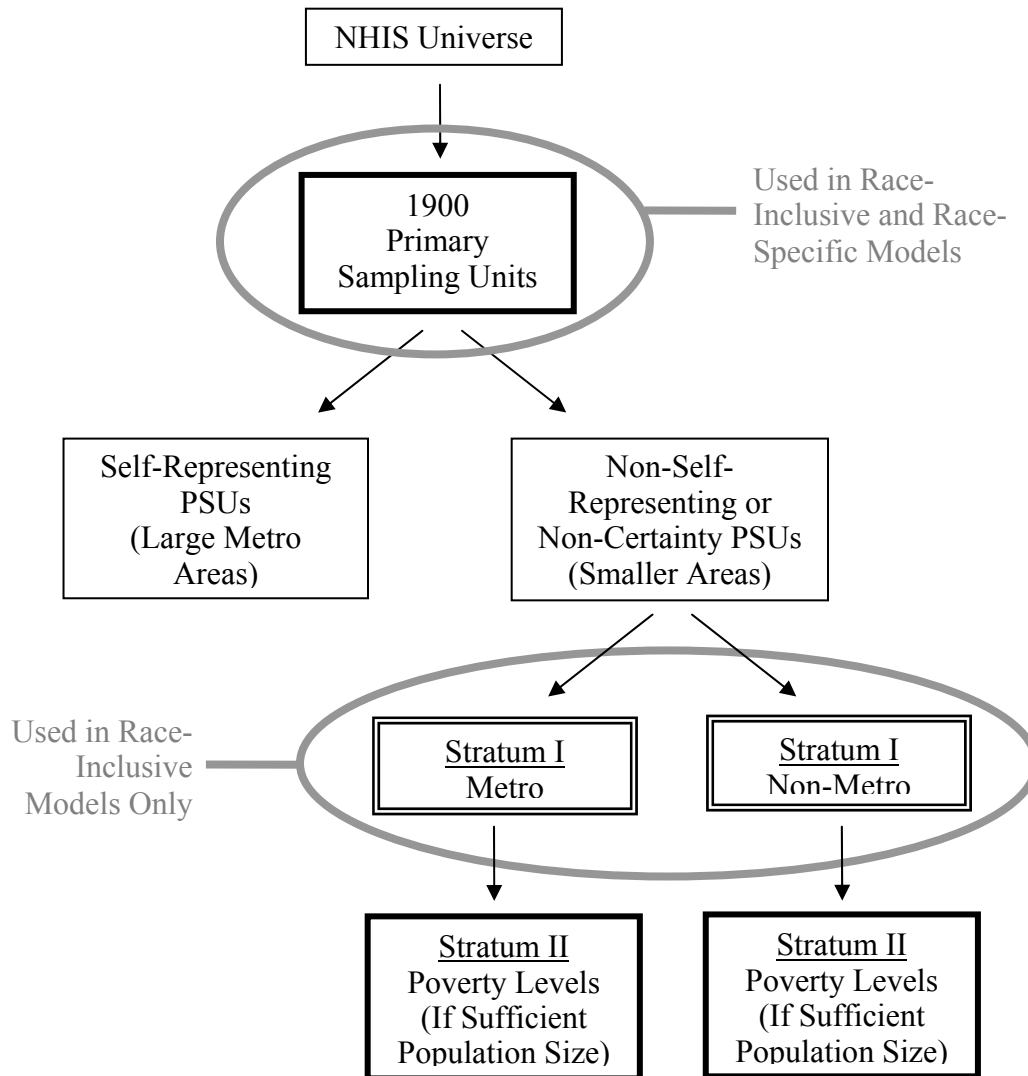 NHIS Universe
1900
Primary
Sampling Units
Used in Race-
Inclusive and Race-
Specific Models
Self-Representing
PSUs
(Large Metro
Areas)
Non-Self-
Representing or
Non-Certainty PSUs
(Smaller Areas)
Used in Race-
Inclusive
Models Only
Stratum I
Metro
Stratum I
Non-Metro
Stratum II
Poverty Levels
(If Sufficient
Population Size)
Stratum II
Poverty Levels
(If Sufficient
Population Size)